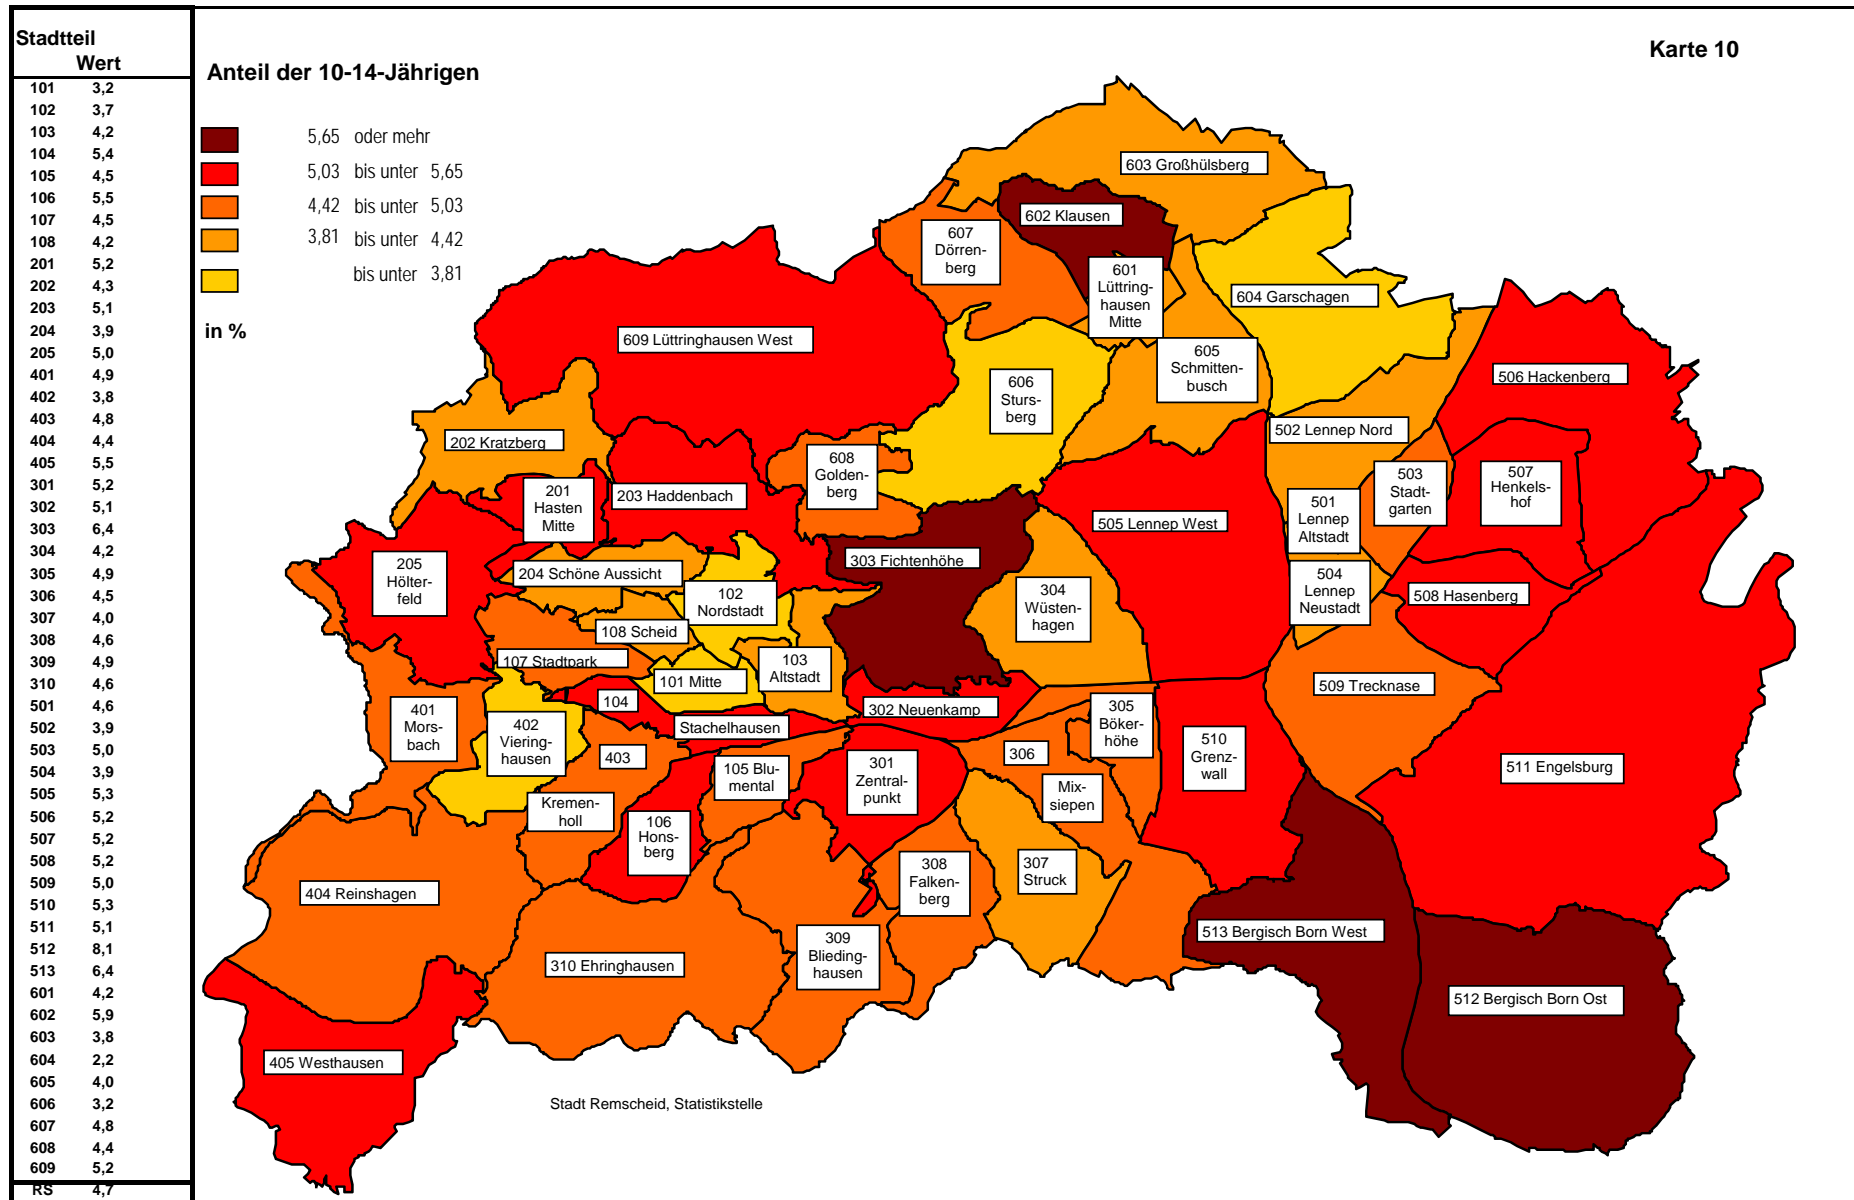 Stadtteil
Wert
101 3,2
102 3,7
103 4,2
104 5,4
105 4,5
106 5,5
107 4,5
108 4,2
201 5,2
202 4,3
203 5,1
204 3,9
205 5,0
401 4,9
402 3,8
403 4,8
404 4,4
405 5,5
301 5,2
302 5,1
303 6,4
304 4,2
305 4,9
306 4,5
307 4,0
308 4,6
309 4,9
310 4,6
501 4,6
502 3,9
503 5,0
504 3,9
505 5,3
506 5,2
507 5,2
508 5,2
509 5,0
510 5,3
511 5,1
512 8,1
513 6,4
601 4,2
602 5,9
603 3,8
604 2,2
605 4,0
606 3,2
607 4,8
608 4,4
609 5,2
RS 4,7
Karte 10
Anteil der 10-14-Jährigen
5,65 oder mehr
5,03 bis unter 5,65
4,42 bis unter 5,03
3,81 bis unter 4,42
bis unter 3,81
in %
603 Großhülsberg
602 Klausen
607
Dörren-
berg
601
Lüttring-
hausen
Mitte
604 Garschagen
609 Lüttringhausen West
605
Schmitten-
busch
606
Sturs-
berg
506 Hackenberg
502 Lennep Nord
202 Kratzberg
608
Golden-
berg
503
Stadt-
garten
507
Henkels-
hof
201
Hasten
Mitte
203 Haddenbach
501
Lennep
Altstadt
505 Lennep West
303 Fichtenhöhe
205
Hölter-
feld
204 Schöne Aussicht
102
Nordstadt
304
Wüsten-
hagen
504
Lennep
Neustadt
508 Hasenberg
108 Scheid
107 Stadtpark
101 Mitte
103
Altstadt
509 Trecknase
104
Stachelhausen
302 Neuenkamp
305
Böker-
höhe
401
Mors-
bach
402
Vierings-
hausen
403
Kremen-
holl
306
Mix-
siepen
510
Grenz-
wall
511 Engelsburg
105 Blu-
mental
301
Zentral-
punkt
106
Hons-
berg
307
Struck
308
Falken-
berg
404 Reinshagen
309
Blieding-
hausen
513 Bergisch Born West
310 Ehringhausen
512 Bergisch Born Ost
405 Westhausen
Stadt Remscheid, Statistikstelle